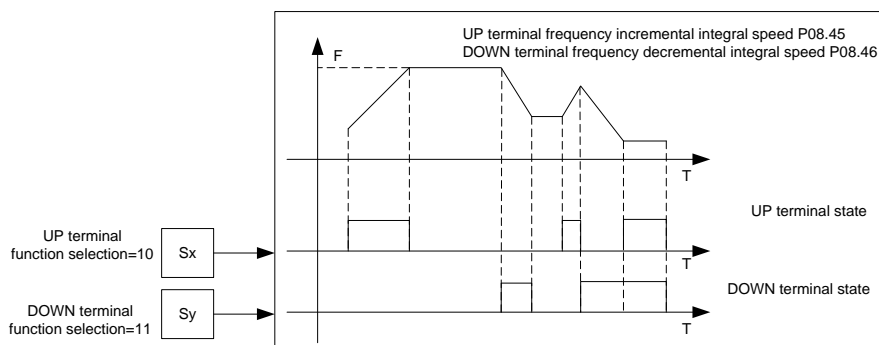 UP terminal frequency incremental integral speed P08.45
DOWN terminal frequency decremental integral speed P08.46
F
T
UP terminal state
UP terminal
function selection=10
Sx
T
DOWN terminal state
DOWN terminal
function selection=11
Sy
T